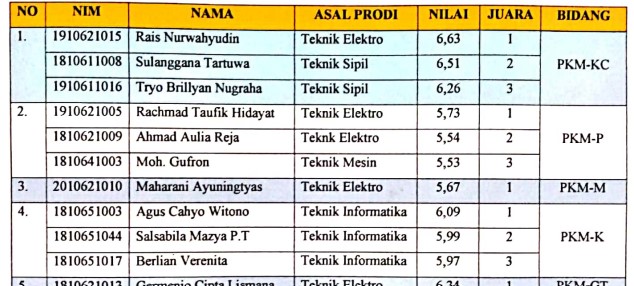 NO NIM NAMA ASAL PRODI NILAI JUARA BIDANG
1. 1910621015 Rais Nurwahyudin Teknik Elektro 6,63 1
1810611008 Sulanggana Tartuwa Teknik Sipil 6,51 2 PKM-KC
1910611016 Tryo Brillyan Nugraha Teknik Sipil 6,26 3
2. 1910621005 Rachmad Taufik Hidayat Teknik Elektro 5,73 1
1810621009 Ahmad Aulia Reja Teknk Elektro 5,54 2 PKM-P
1810641003 Moh. Gufron Teknik Mesin 5,53 3
3. 2010621010 Maharani Ayuningtyas Teknik Elektro 5,67 1 PKM-M
4. 1810651003 Agus Cahyo Witono Teknik Informatika 6,09 1
1810651044 Salsabila Mazya P.T Teknik Informatika 5,99 2 PKM-K
1810651017 Berlian Verenita Teknik Informatika 5,97 3
5. 1810621013 Germenio Cipta Lismana Teknik Elektro 6,34 1 PKM-GT